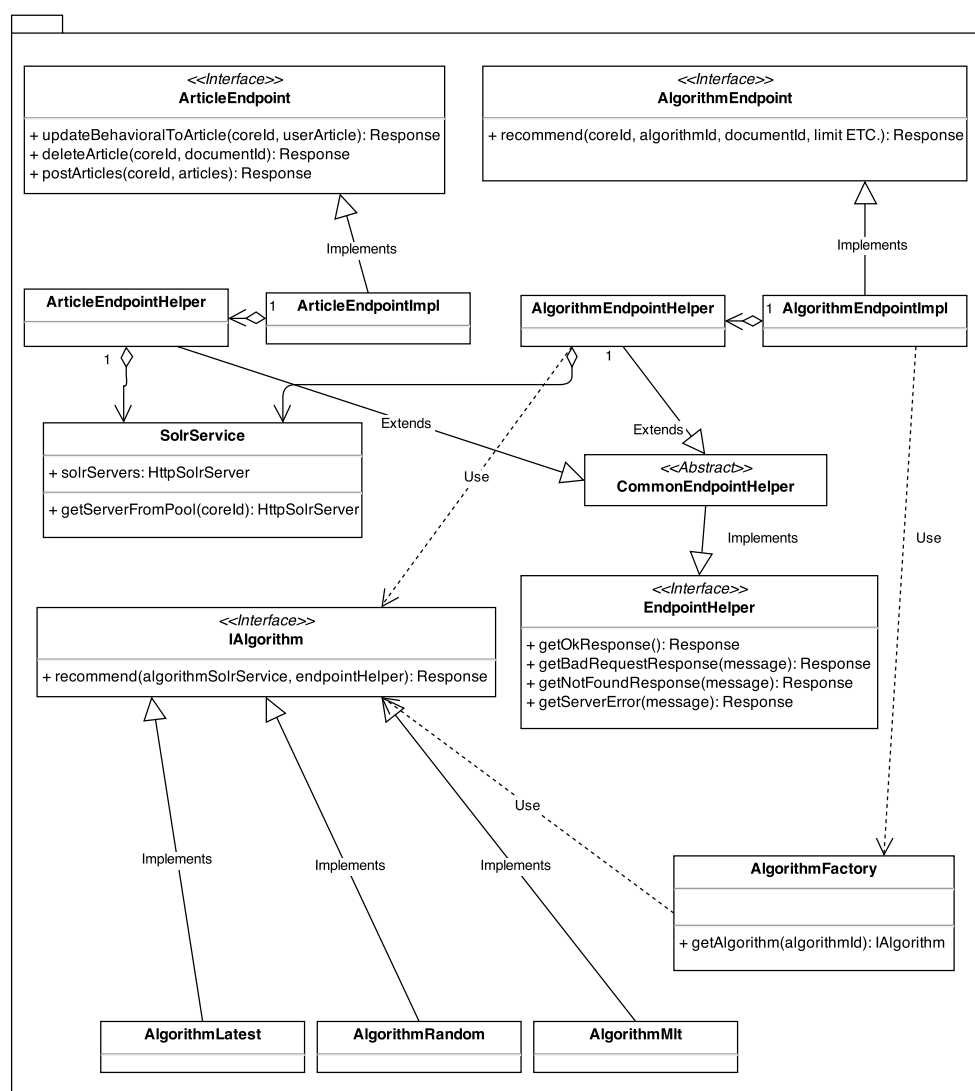 <<Interface>>
ArticleEndpoint
+ updateBehavioralToArticle(coreId, userArticle): Response
+ deleteArticle(coreId, documentId): Response
+ postArticles(coreId, articles): Response
<<Interface>>
AlgorithmEndpoint
+ recommend(coreId, algorithmId, documentId, limit ETC.): Response
Implements
Implements
ArticleEndpointHelper
1
ArticleEndpointImpl
AlgorithmEndpointHelper
1
AlgorithmEndpointImpl
1
1
Extends
Extends
Use
SolrService
+ solrServers: HttpSolrServer
+ getServerFromPool(coreId): HttpSolrServer
<<Abstract>>
CommonEndpointHelper
Implements
Use
<<Interface>>
EndpointHelper
+ getOkResponse(): Response
+ getBadRequestResponse(message): Response
+ getNotFoundResponse(message): Response
+ getServerError(message): Response
<<Interface>>
IAlgorithm
+ recommend(algorithmSolrService, endpointHelper): Response
Use
Implements
Implements
Implements
AlgorithmFactory
+ getAlgorithm(algorithmId): IAlgorithm
AlgorithmLatest
AlgorithmRandom
AlgorithmMlt